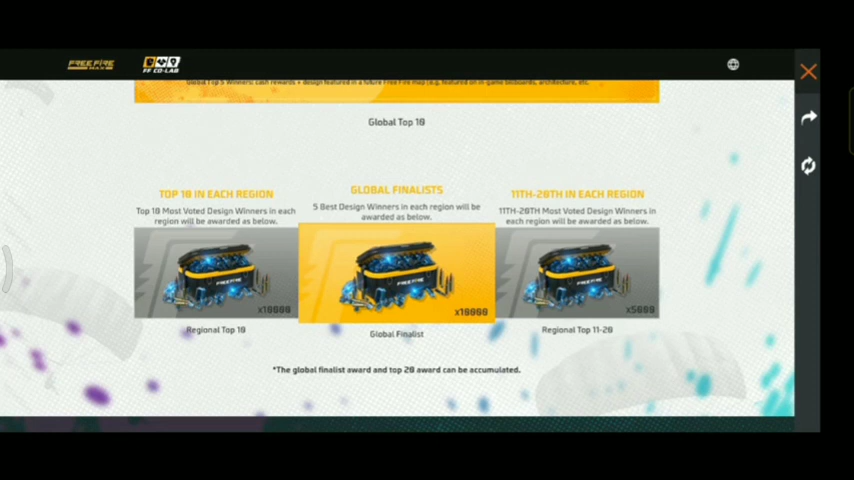 FREE FIRE
MAX
FF CO-LAB
Global Top 5 Winners: cash rewards + design featured in a future Free Fire map (e.g. featured on in-game billboards, architecture, etc.
Global Top 10
TOP 10 IN EACH REGION
Top 10 Most Voted Design Winners in each
region will be awarded as below.
FREEFIRE
x10000
Regional Top 10
GLOBAL FINALISTS
5 Best Design Winners in each region will be
awarded as below.
FREEFIRE
x10000
Global Finalist
11TH-20TH IN EACH REGION
11TH-20TH Most Voted Design Winners in
each region will be awarded as below.
FREEFIRE
x5000
Regional Top 11-20
*The global finalist award and top 20 award can be accumulated.